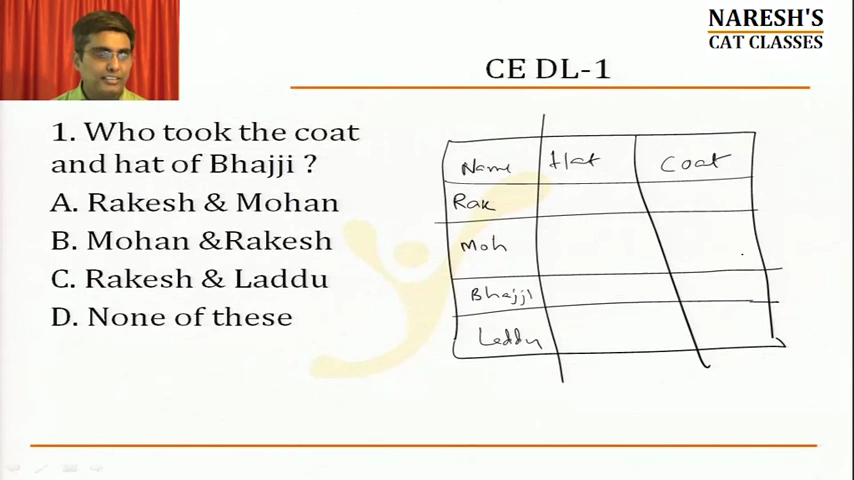 NARESH'S
CAT CLASSES
CE DL-1
1. Who took the coat
and hat of Bhajji ?
A. Rakesh & Mohan
B. Mohan &Rakesh
C. Rakesh & Laddu
D. None of these
Name Hat Coat
Rak
Moh
Bhajji
Laddu